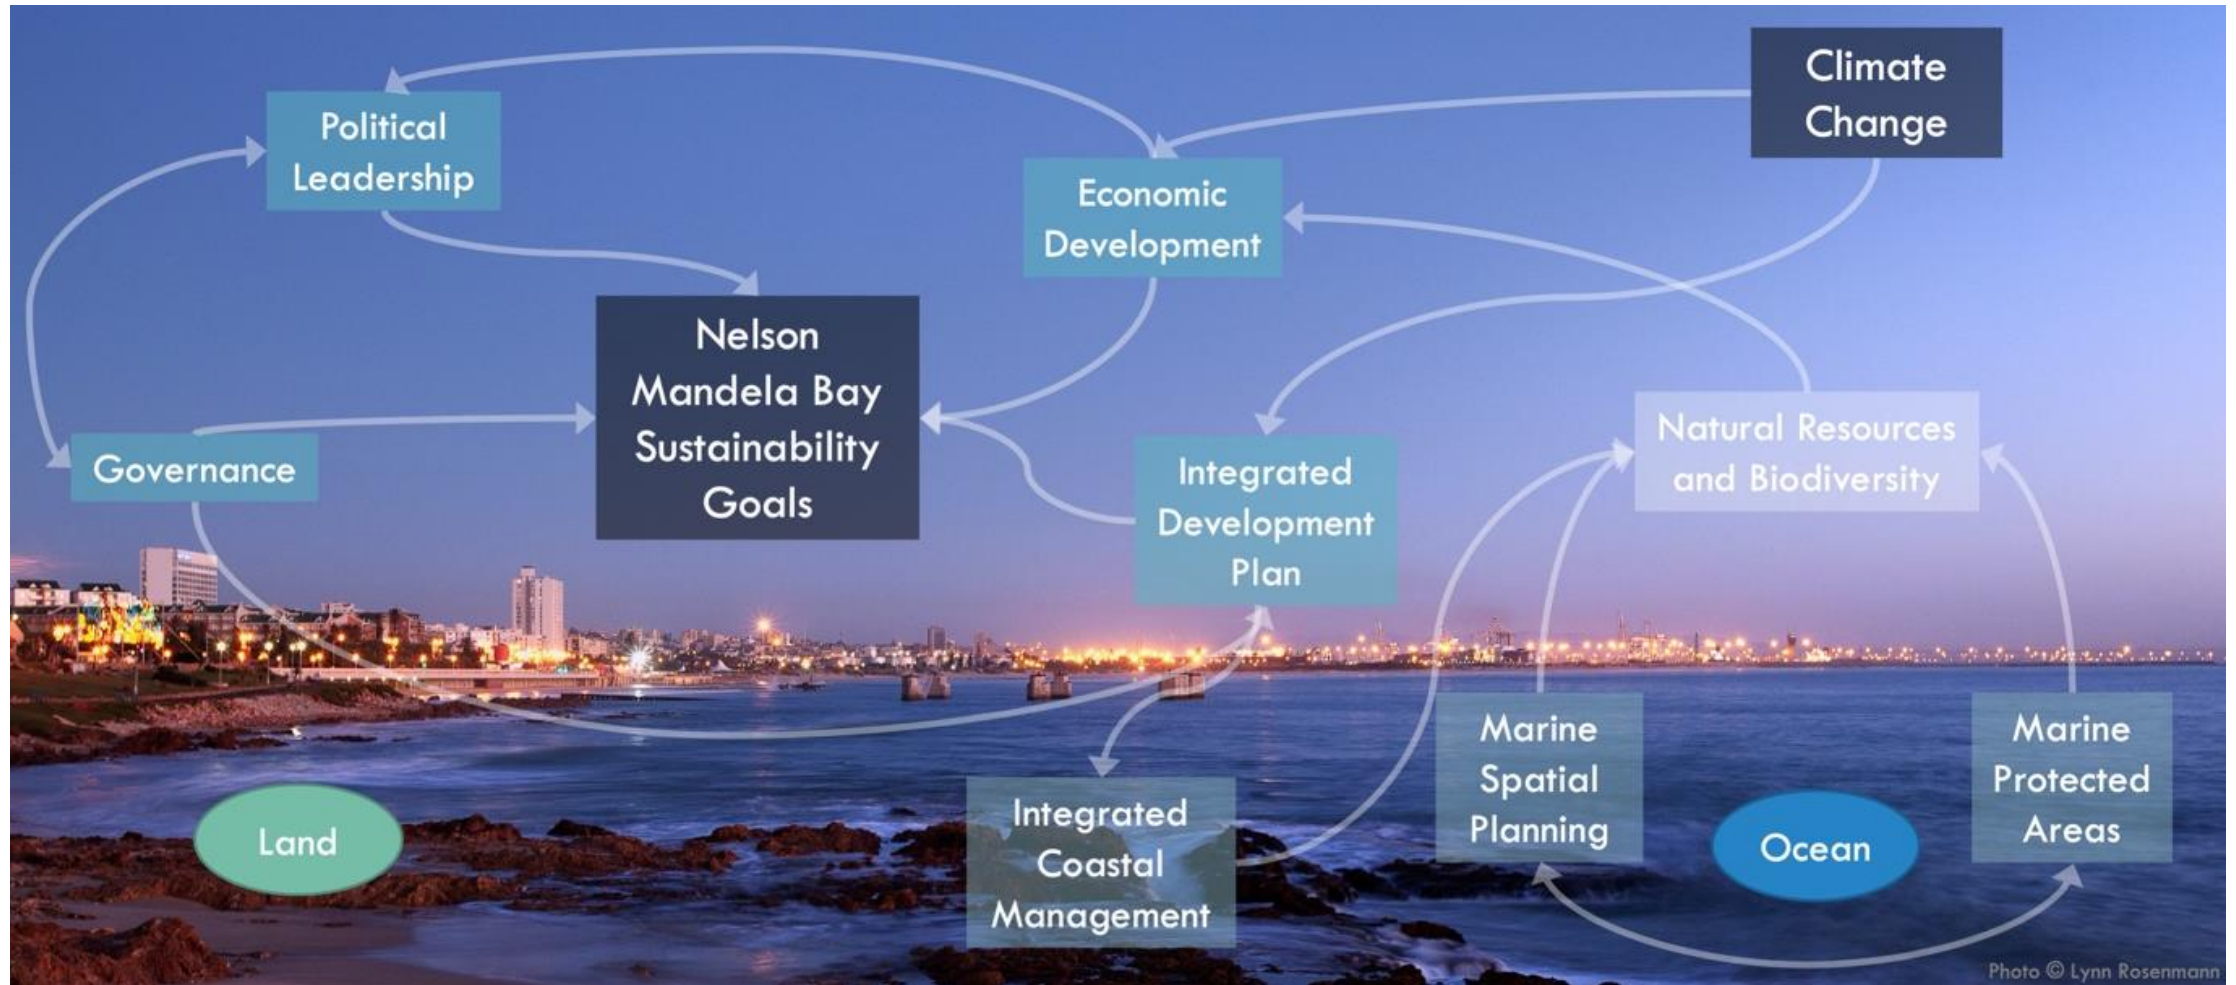 Climate
Change
Political
Leadership
Economic
Development
Nelson
Mandela Bay
Sustainability
Goals
Natural Resources
and Biodiversity
Governance
Integrated
Development
Plan
Marine
Spatial
Planning
Marine
Protected
Areas
Integrated
Coastal
Management
Land
Ocean
Photo © Lynn Rosenmann